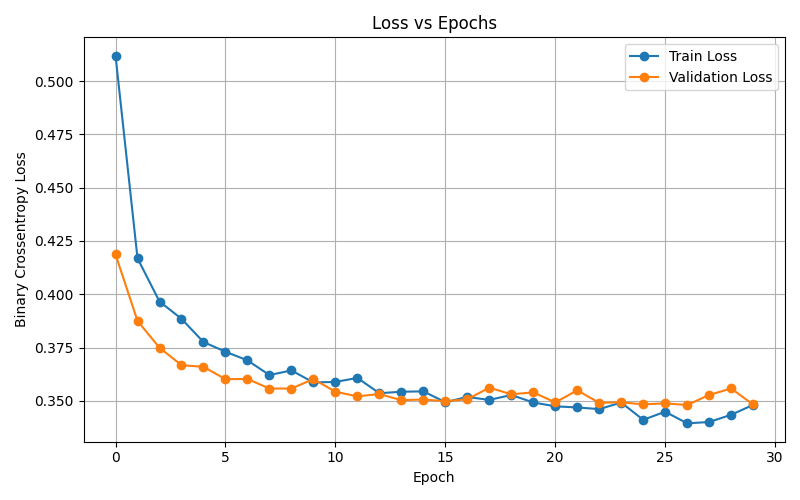 Loss vs Epochs
Train Loss
Validation Loss
Binary Crossentropy Loss
0.500
0.475
0.450
0.425
0.400
0.375
0.350
0 5 10 15 20 25 30
Epoch